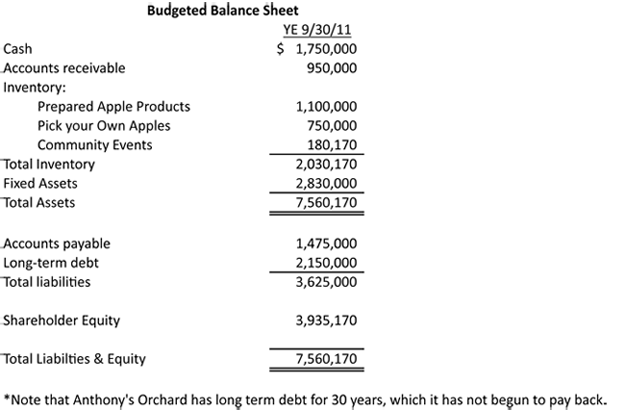 Budgeted Balance Sheet
YE 9/30/11
Cash $ 1,750,000
Accounts receivable 950,000
Inventory:
Prepared Apple Products 1,100,000
Pick your Own Apples 750,000
Community Events 180,170
Total Inventory 2,030,170
Fixed Assets 2,830,000
Total Assets 7,560,170
Accounts payable 1,475,000
Long-term debt 2,150,000
Total liabilities 3,625,000
Shareholder Equity 3,935,170
Total Liabilties & Equity 7,560,170
*Note that Anthony's Orchard has long term debt for 30 years, which it has not begun to pay back.